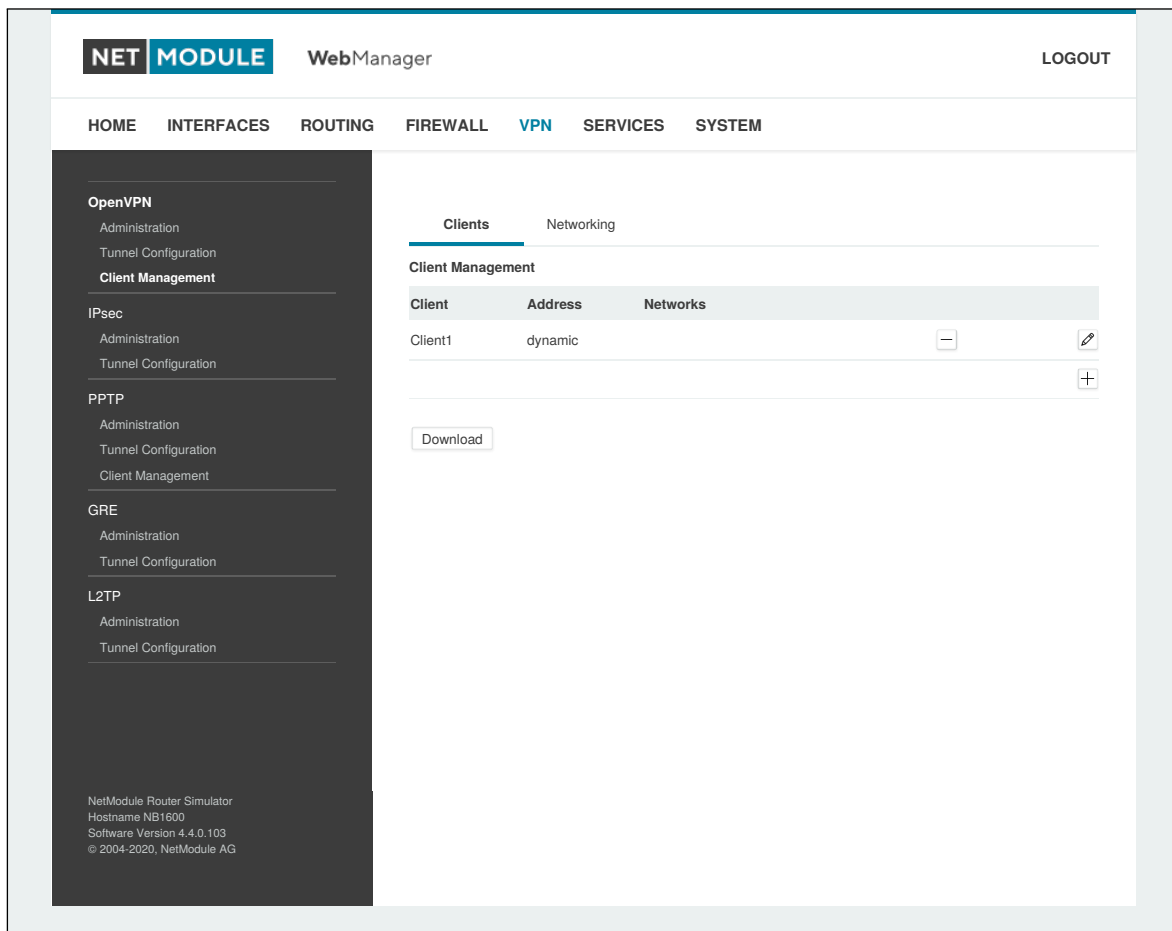 NET MODULE WebManager LOGOUT
HOME INTERFACES ROUTING FIREWALL VPN SERVICES SYSTEM
OpenVPN
Administration
Tunnel Configuration
Client Management
IPsec
Administration
Tunnel Configuration
PPTP
Administration
Tunnel Configuration
Client Management
GRE
Administration
Tunnel Configuration
L2TP
Administration
Tunnel Configuration
NetModule Router Simulator
Hostname NB1600
Software Version 4.4.0.103
© 2004-2020, NetModule AG
Clients Networking
Client Management
Client Address Networks
Client1 dynamic
Download